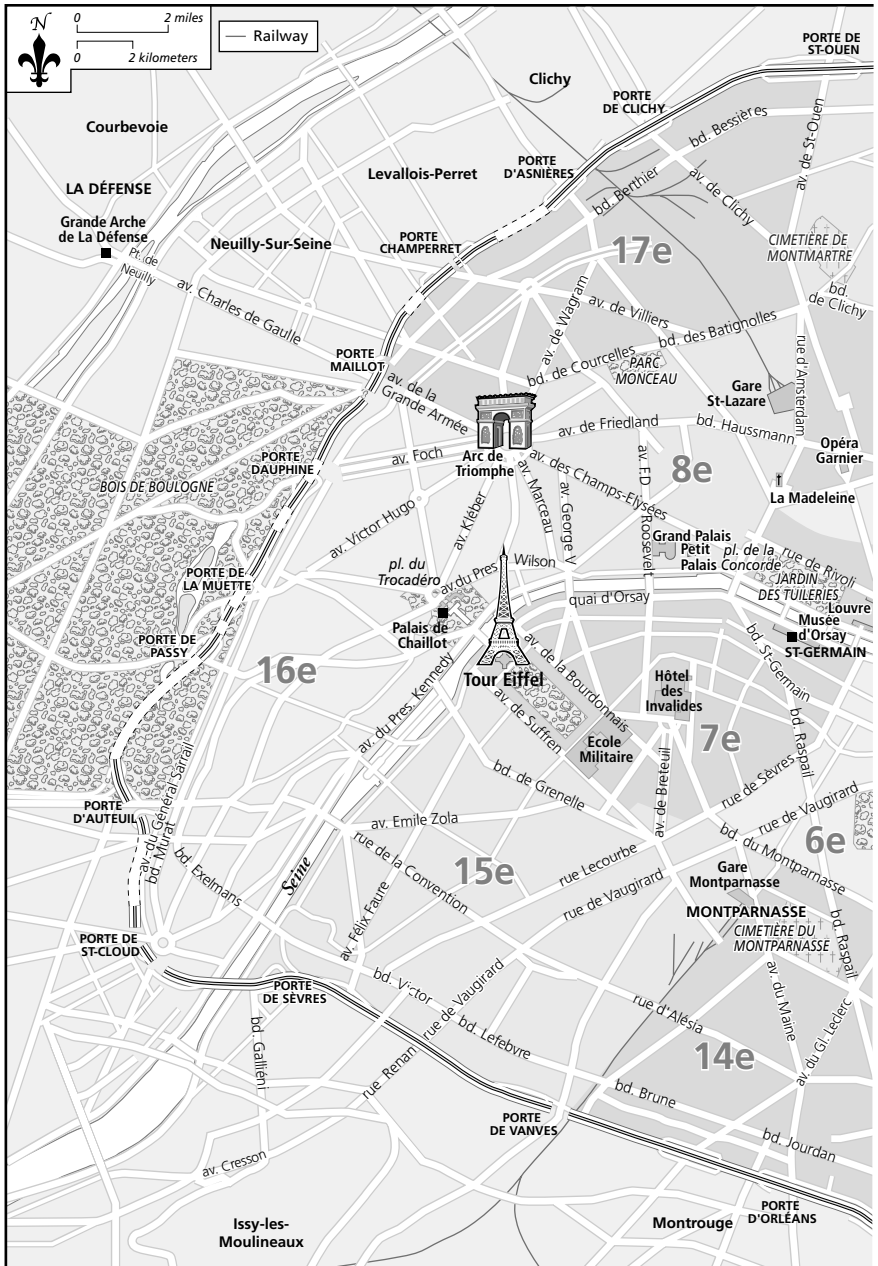 N
0 2 miles
0 2 kilometers
Railway
PORTE DE
ST-OUEN
Clichy
PORTE
DE CLICHY
bd. Bessières
av. de St-Ouen
Courbevoie
Levallois-Perret
PORTE
D'ASNIÈRES
bd. Berthier
av. de Clichy
LA DÉFENSE
Grande Arche
de La Défense
Pt. de
Neuilly
Neuilly-Sur-Seine
PORTE
CHAMPERRET
17e
CIMETIÈRE DE
MONTMARTRE
bd.
de Clichy
av. Charles de Gaulle
av. de Wagram
av. de Villiers
bd. des Batignolles
rue d'Amsterdam
PORTE
MAILLOT
bd. de Courcelles
PARC
MONCEAU
av. de la
Grande Armée
Gare
St-Lazare
av. de Friedland
bd. Haussmann
Opéra
Garnier
PORTE
DAUPHINE
av. Foch
Arc de
Triomphe
av. des Champs-Elysées
av. F.D
Roosevelt
8e
La Madeleine
BOIS DE BOULOGNE
av. Victor Hugo
av. Kléber
av. Marceau
av. George V
Grand Palais
Petit
Palais
pl. de la
Concorde
rue de Rivoli
JARDIN
DES TUILERIES
pl. du
Trocadéro
av du Pres Wilson
PORTE DE
LA MUETTE
quai d'Orsay
Louvre
Musée
d'Orsay
ST-GERMAIN
Palais de
Chaillot
PORTE DE
PASSY
16e
Tour Eiffel
av. de la Bourdonnais
Hôtel
des
Invalides
bd. St-Germain
av. du Pres. Kennedy
av. de Suffren
Ecole
Militaire
7e
bd. Raspail
bd. de Grenelle
av. de Breteuil
rue de Sèvres
PORTE
D'AUTEUIL
av. du Général Sarrail
bd. Murat
av. Emile Zola
rue de Vaugirard
6e
bd. Exelmans
Seine
rue de la Convention
15e
rue Lecourbe
bd. du Montparnasse
Gare
Montparnasse
av. Félix Faure
rue de Vaugirard
MONTPARNASSE
CIMETIÈRE DU
MONTPARNASSE
bd. Raspail
PORTE DE
ST-CLOUD
PORTE
DE SÈVRES
bd. Victor
rue de Vaugirard
rue d'Alésia
av. du Maine
av. du Gl. Leclerc
bd. Galliéni
rue Renan
bd. Lefebvre
14e
bd. Brune
PORTE
DE VANVES
bd. Jourdan
av. Cresson
Issy-les-
Moulineaux
Montrouge
PORTE
D'ORLÉANS